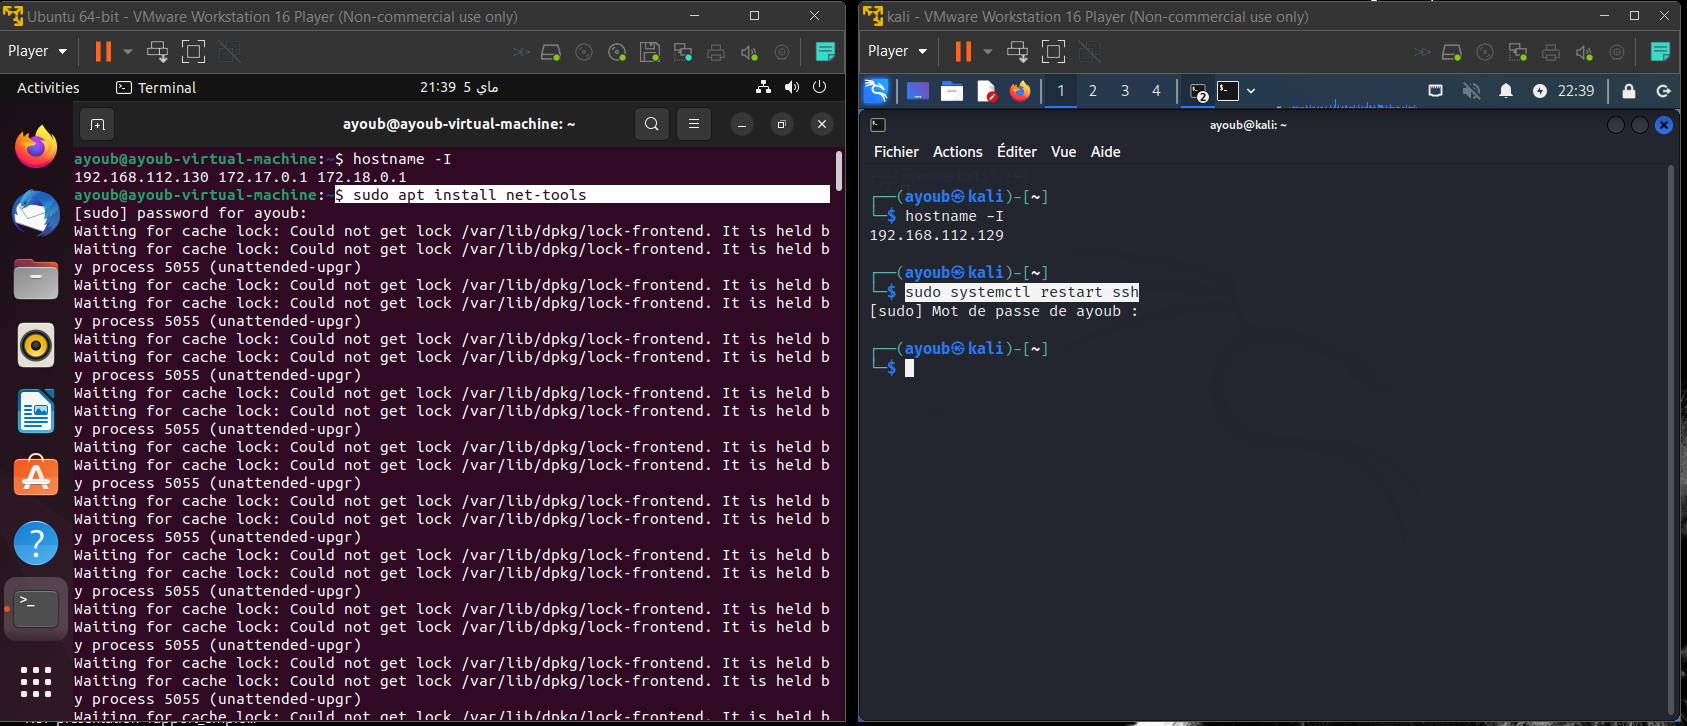 Ubuntu 64-bit - VMware Workstation 16 Player (Non-commercial use only)
Player
Activities
Terminal
21:39 5 ماي
ayoub@ayoub-virtual-machine: ~
ayoub@ayoub-virtual-machine:~$ hostname -I
192.168.112.130 172.17.0.1 172.18.0.1
ayoub@ayoub-virtual-machine:~$ sudo apt install net-tools
[sudo] password for ayoub:
Waiting for cache lock: Could not get lock /var/lib/dpkg/lock-frontend. It is held b
Waiting for cache lock: Could not get lock /var/lib/dpkg/lock-frontend. It is held b
y process 5055 (unattended-upgr)
Waiting for cache lock: Could not get lock /var/lib/dpkg/lock-frontend. It is held b
Waiting for cache lock: Could not get lock /var/lib/dpkg/lock-frontend. It is held b
y process 5055 (unattended-upgr)
Waiting for cache lock: Could not get lock /var/lib/dpkg/lock-frontend. It is held b
Waiting for cache lock: Could not get lock /var/lib/dpkg/lock-frontend. It is held b
y process 5055 (unattended-upgr)
Waiting for cache lock: Could not get lock /var/lib/dpkg/lock-frontend. It is held b
Waiting for cache lock: Could not get lock /var/lib/dpkg/lock-frontend. It is held b
y process 5055 (unattended-upgr)
Waiting for cache lock: Could not get lock /var/lib/dpkg/lock-frontend. It is held b
Waiting for cache lock: Could not get lock /var/lib/dpkg/lock-frontend. It is held b
y process 5055 (unattended-upgr)
Waiting for cache lock: Could not get lock /var/lib/dpkg/lock-frontend. It is held b
Waiting for cache lock: Could not get lock /var/lib/dpkg/lock-frontend. It is held b
y process 5055 (unattended-upgr)
Waiting for cache lock: Could not get lock /var/lib/dpkg/lock-frontend. It is held b
Waiting for cache lock: Could not get lock /var/lib/dpkg/lock-frontend. It is held b
y process 5055 (unattended-upgr)
Waiting for cache lock: Could not get lock /var/lib/dpkg/lock-frontend. It is held b
Waiting for cache lock: Could not get lock /var/lib/dpkg/lock-frontend. It is held b
y process 5055 (unattended-upgr)
Waiting for cache lock: Could not get lock /var/lib/dpkg/lock-frontend. It is held b
Waiting for cache lock: Could not get lock /var/lib/dpkg/lock-frontend. It is held b
y process 5055 (unattended-upgr)
Waiting for cache lock: Could not get lock /var/lib/dpkg/lock-frontend. It is held b
kali - VMware Workstation 16 Player (Non-commercial use only)
Player
1 2 3 4
2
22:39
ayoub@kali: ~
Fichier Actions Éditer Vue Aide
┌──(ayoub㉿kali)-[~]
└─$ hostname -I
192.168.112.129
┌──(ayoub㉿kali)-[~]
└─$ sudo systemctl restart ssh
[sudo] Mot de passe de ayoub :
┌──(ayoub㉿kali)-[~]
└─$